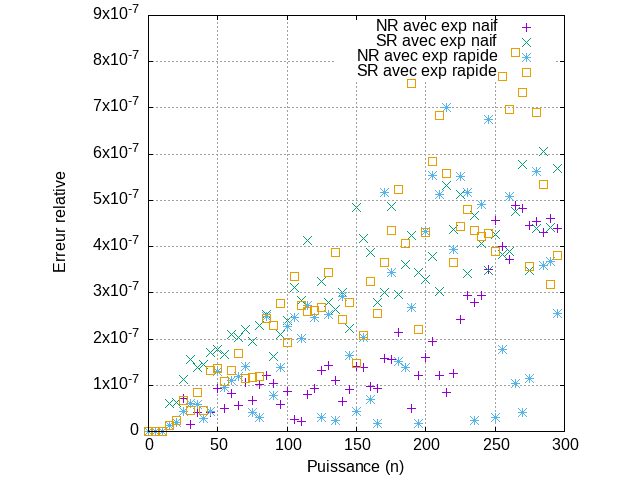 9x10⁻⁷
8x10⁻⁷
7x10⁻⁷
6x10⁻⁷
5x10⁻⁷
4x10⁻⁷
3x10⁻⁷
2x10⁻⁷
1x10⁻⁷
0
Erreur relative
NR avec exp naif
SR avec exp naif
NR avec exp rapide
SR avec exp rapide
0 50 100 150 200 250 300
Puissance (n)